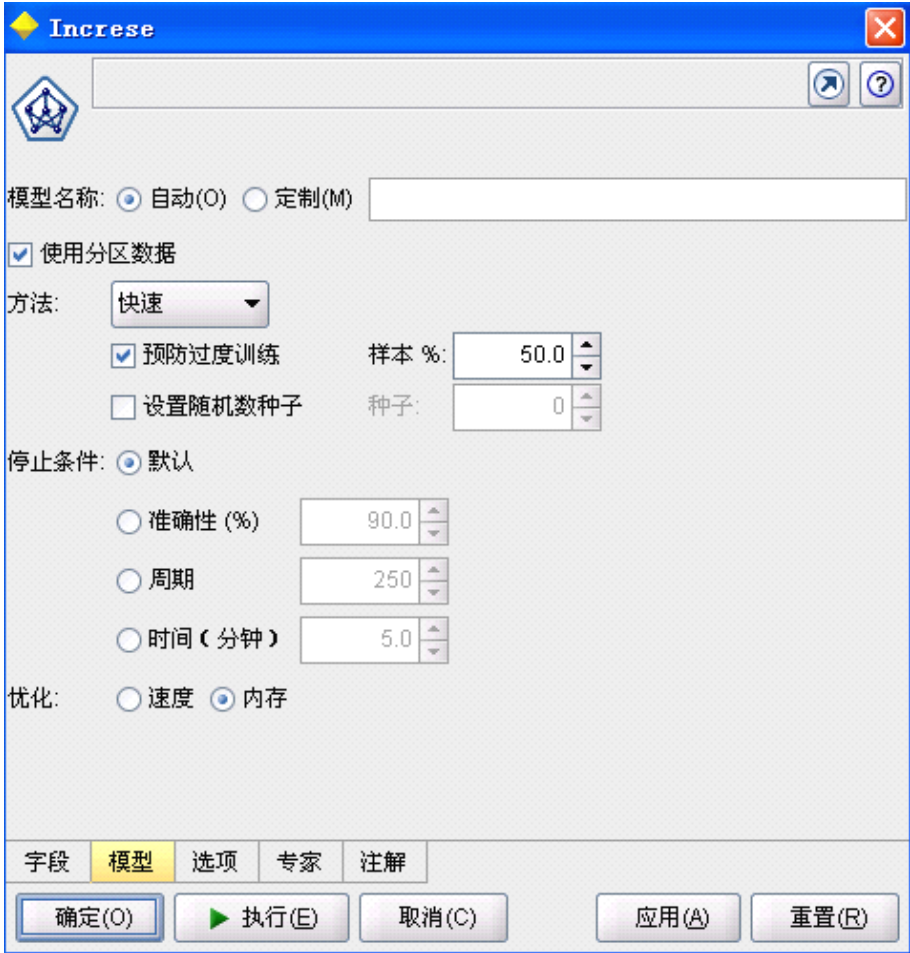 Increse
模型名称: 自动(O) 定制(M)
使用分区数据
方法: 快速
预防过度训练 样本 %: 50.0
设置随机数种子 种子: 0
停止条件: 默认
准确性 (%) 90.0
周期 250
时间（分钟） 5.0
优化: 速度 内存
字段 模型 选项 专家 注解
确定(O) 执行(E) 取消(C) 应用(A) 重置(R)